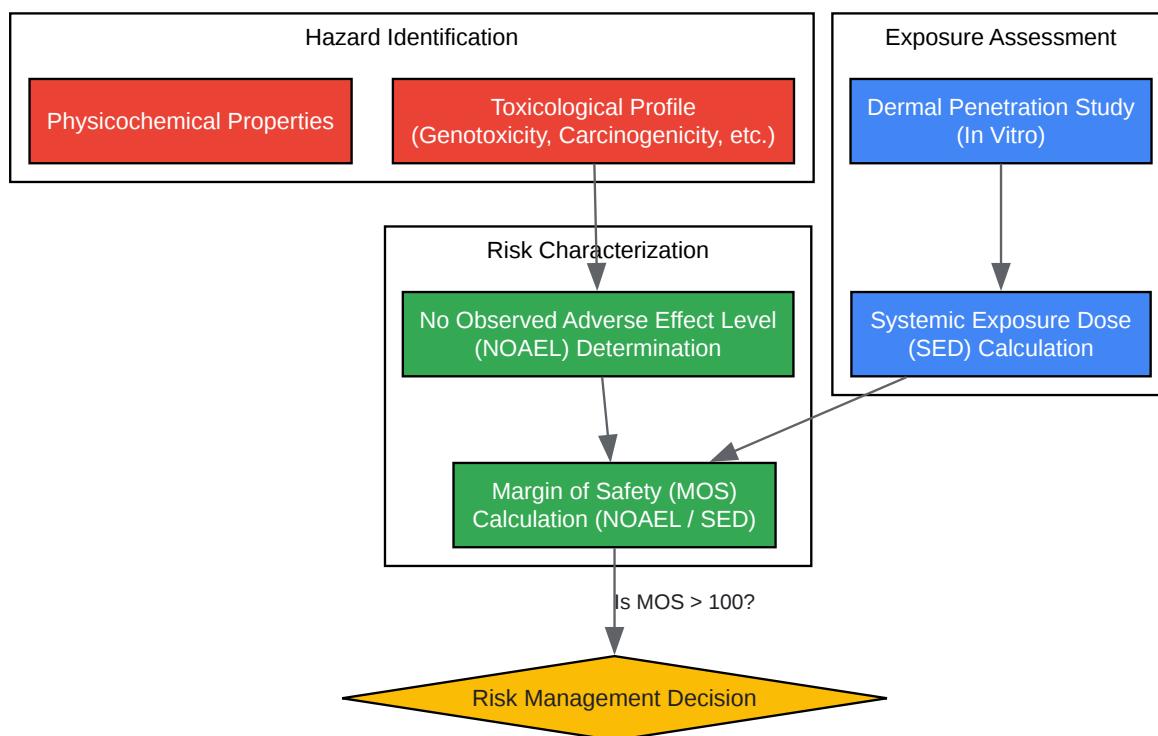 Hazard Identification
Exposure Assessment
Physicochemical Properties
Toxicological Profile
(Genotoxicity, Carcinogenicity, etc.)
Dermal Penetration Study
(In Vitro)
Risk Characterization
No Observed Adverse Effect Level
(NOAEL) Determination
Systemic Exposure Dose
(SED) Calculation
Margin of Safety (MOS)
Calculation (NOAEL / SED)
Is MOS > 100?
Risk Management Decision